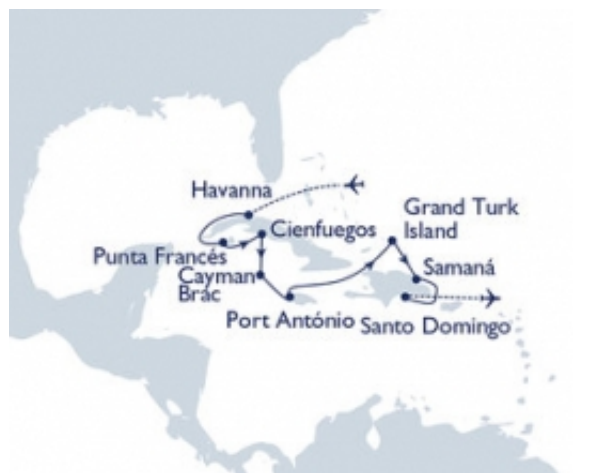 Havanna
Grand Turk
Island
Cienfuegos
Punta Francés
Cayman
Brac
Samaná
Port António
Santo Domingo